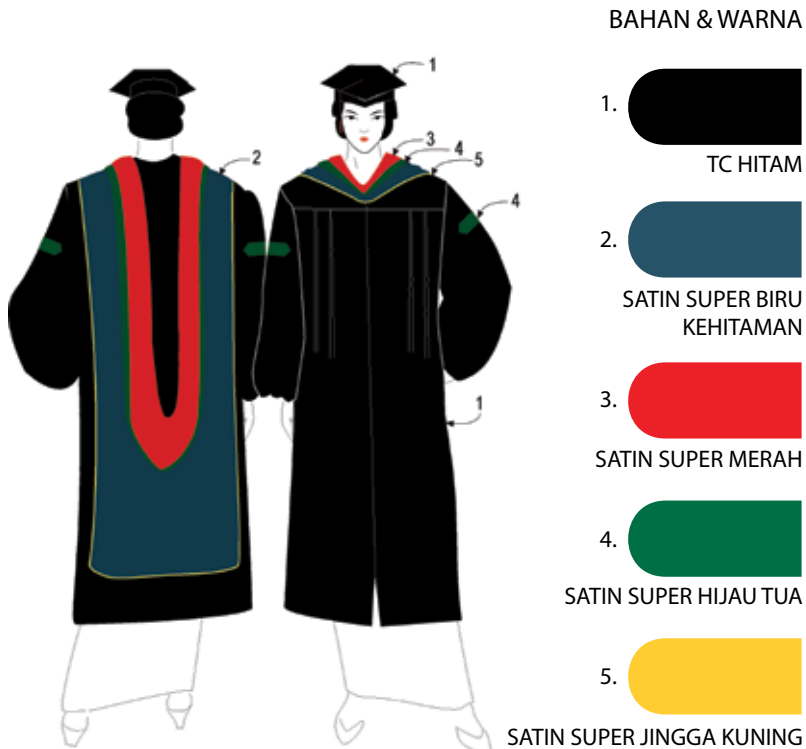 BAHAN & WARNA
1
2
3
4
5
4
1
1.
TC HITAM
2.
SATIN SUPER BIRU
KEHITAMAN
3.
SATIN SUPER MERAH
4.
SATIN SUPER HIJAU TUA
5.
SATIN SUPER JINGGA KUNING